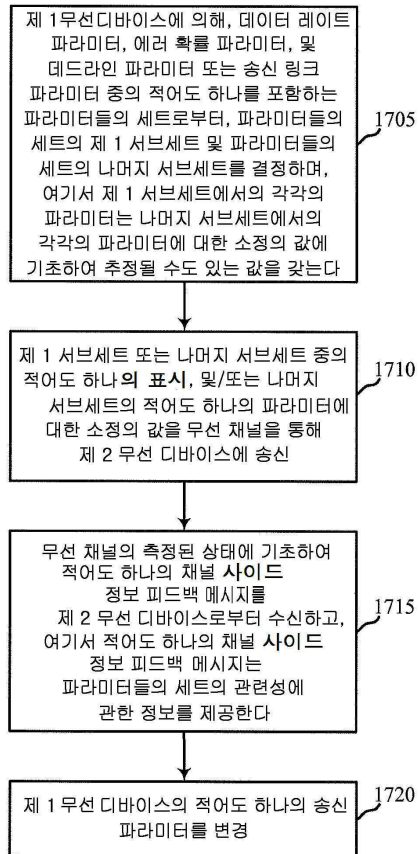 제 1무선디바이스에 의해, 데이터 레이트
파라미터, 에러 확률 파라미터, 및
데드라인 파라미터 또는 송신 링크
파라미터 중의 적어도 하나를 포함하는
파라미터들의 세트로부터, 파라미터들의
세트의 제 1 서브세트 및 파라미터들의
세트의 나머지 서브세트를 결정하며,
여기서 제 1 서브세트에서의 각각의
파라미터는 나머지 서브세트에서의
각각의 파라미터에 대한 소정의 값에
기초하여 추정될 수도 있는 값을 갖는다
1705
제 1 서브세트 또는 나머지 서브세트 중의
적어도 하나의 표시, 및/또는 나머지
서브세트의 적어도 하나의 파라미터에
대한 소정의 값을 무선 채널을 통해
제 2 무선 디바이스에 송신
1710
무선 채널의 측정된 상태에 기초하여
적어도 하나의 채널 사이드
정보 피드백 메시지를
제 2 무선 디바이스로부터 수신하고,
여기서 적어도 하나의 채널 사이드
정보 피드백 메시지는
파라미터들의 세트의 관련성에
관한 정보를 제공한다
1715
제 1 무선 디바이스의 적어도 하나의 송신
파라미터를 변경
1720